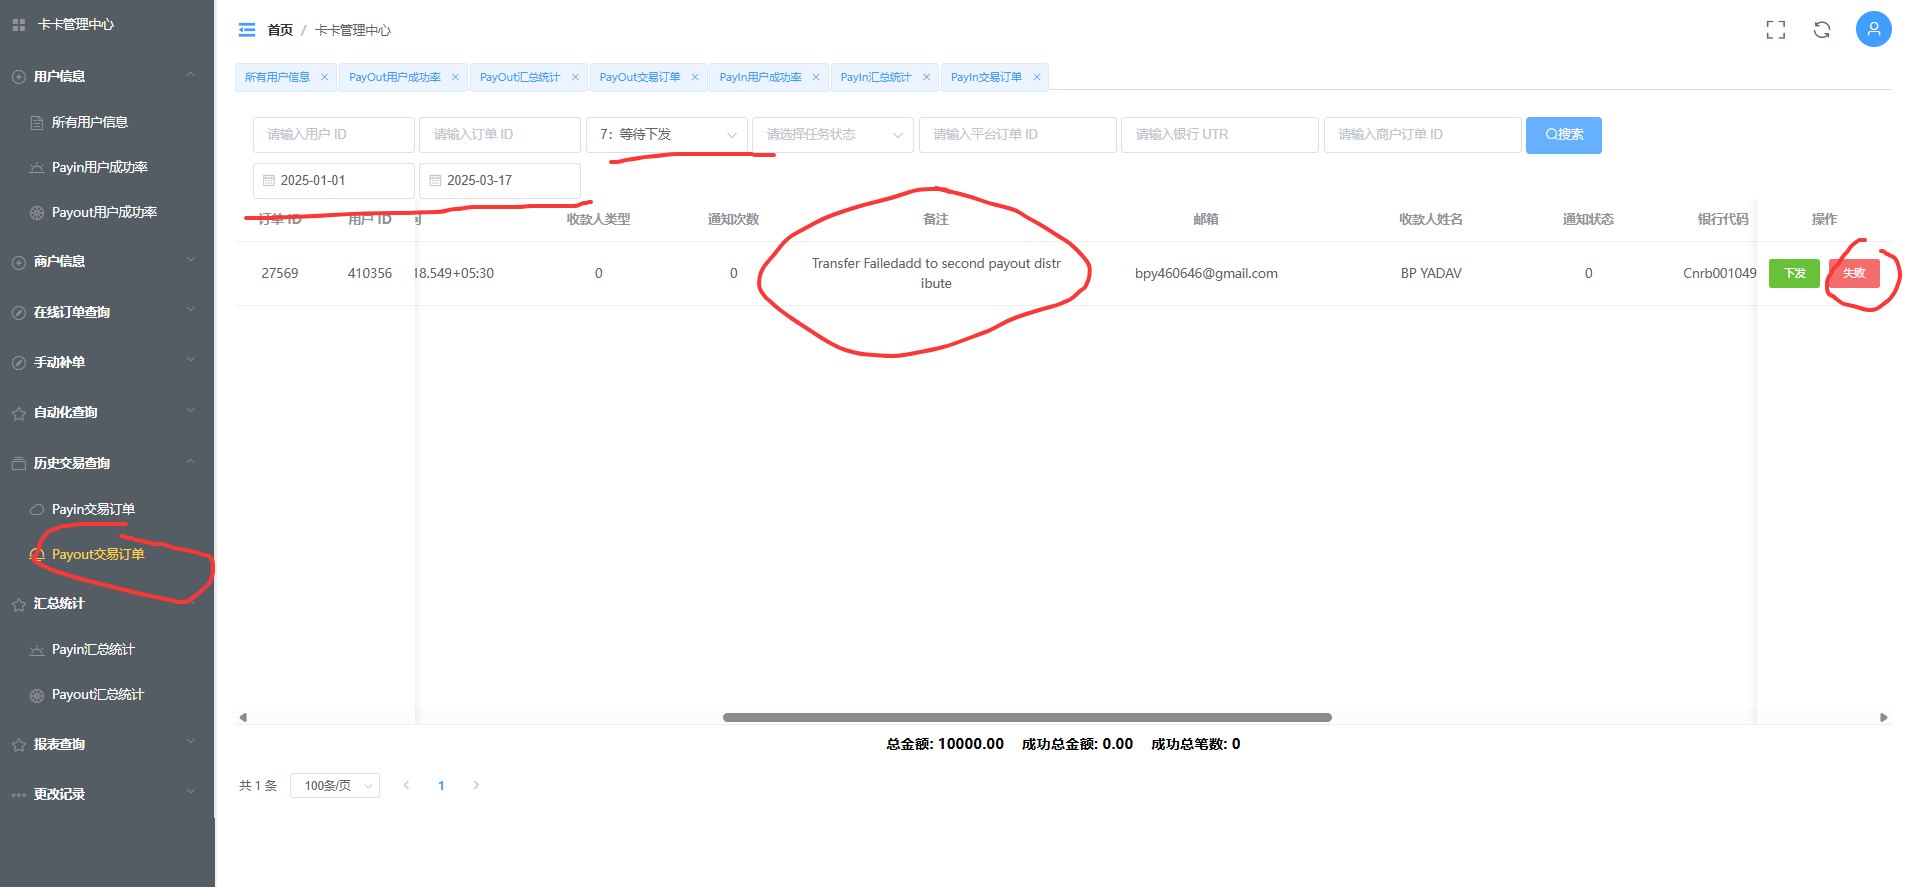 卡卡管理中心
用户信息
所有用户信息
Payin用户成功率
Payout用户成功率
商户信息
在线订单查询
手动补单
自动化查询
历史交易查询
Payin交易订单
Payout交易订单
汇总统计
Payin汇总统计
Payout汇总统计
报表查询
更改记录
首页 / 卡卡管理中心
所有用户信息 PayOut用户成功率 PayOut汇总统计 PayOut交易订单 PayIn用户成功率 PayIn汇总统计 PayIn交易订单
请输入用户 ID 请输入订单 ID 7: 等待下发 请选择任务状态 请输入平台订单 ID 请输入银行 UTR 请输入商户订单 ID 搜索
2025-01-01 2025-03-17
订单 ID 用户 ID 收款人类型 通知次数 备注 邮箱 收款人姓名 通知状态 银行代码 操作
27569 410356 18.549+05:30 0 0 Transfer Failedadd to second payout distr bpy460646@gmail.com BP YADAV 0 Cnrb001049 下发 失败
ibute
总金额: 10000.00 成功总金额: 0.00 成功总笔数: 0
共 1 条 100条/页 1